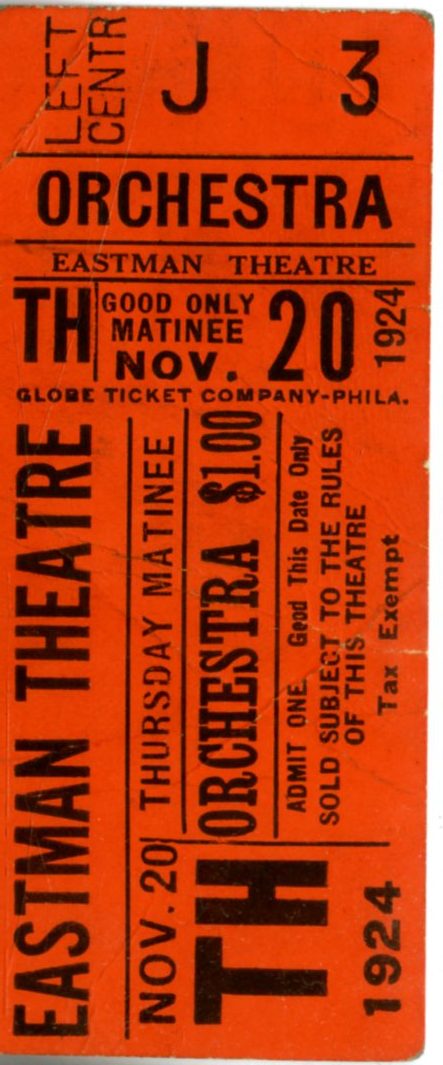 LEFT
CENTR
J 3
ORCHESTRA
EASTMAN THEATRE
TH
GOOD ONLY
MATINEE
NOV. 20
1924
GLOBE TICKET COMPANY-PHILA.
EASTMAN THEATRE
NOV. 20 THURSDAY MATINEE
TH
ORCHESTRA $1.00
ADMIT ONE. Good This Date Only
SOLD SUBJECT TO THE RULES
OF THIS THEATRE
Tax Exempt
1924